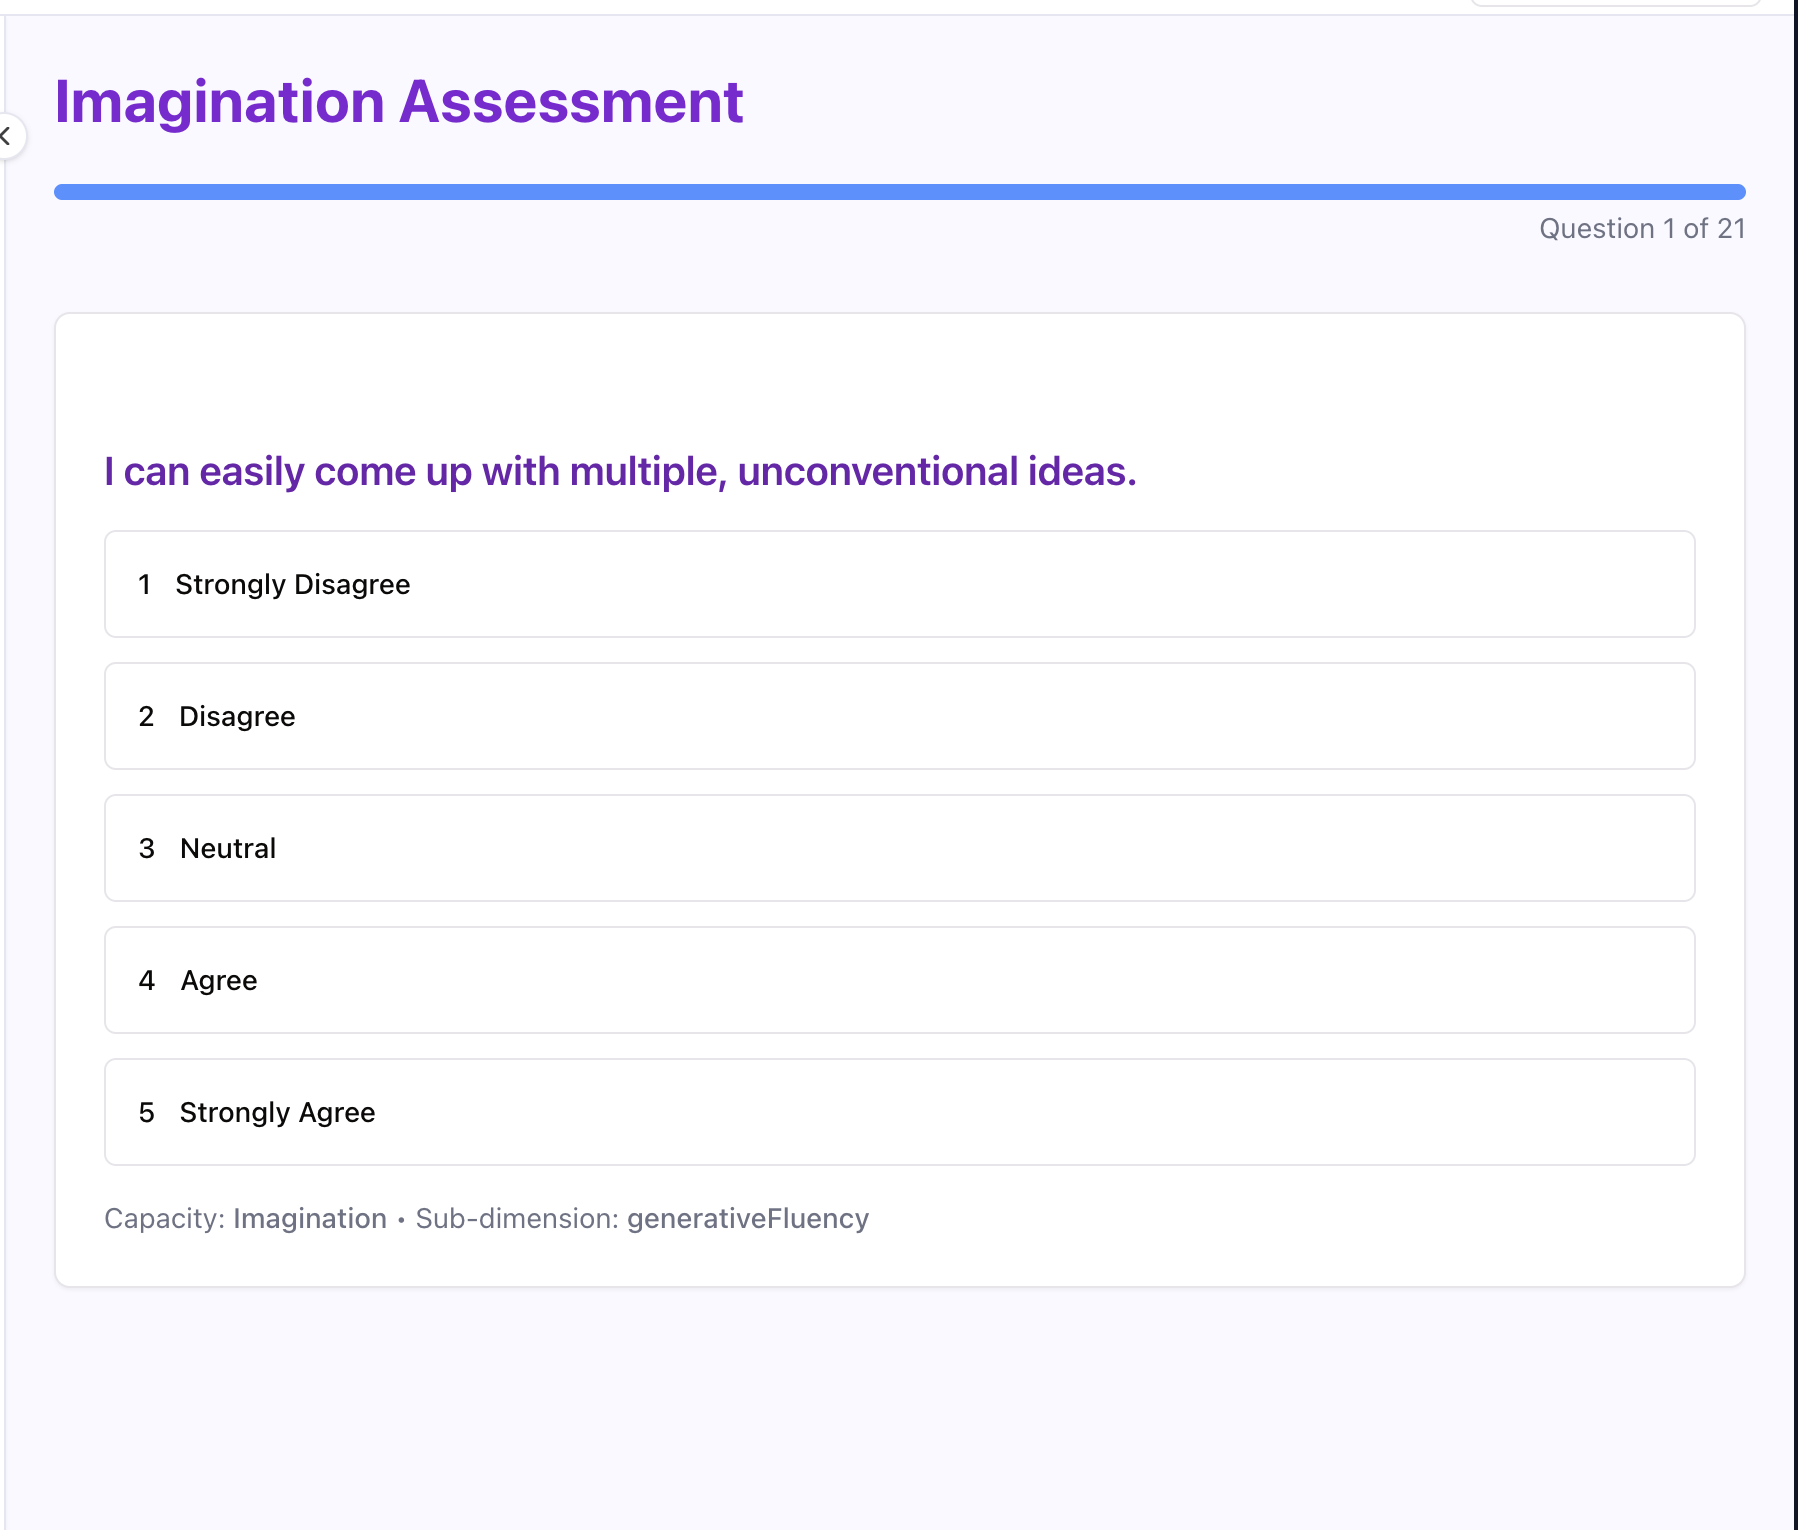 Imagination Assessment
Question 1 of 21
I can easily come up with multiple, unconventional ideas.
1 Strongly Disagree
2 Disagree
3 Neutral
4 Agree
5 Strongly Agree
Capacity: Imagination • Sub-dimension: generativeFluency